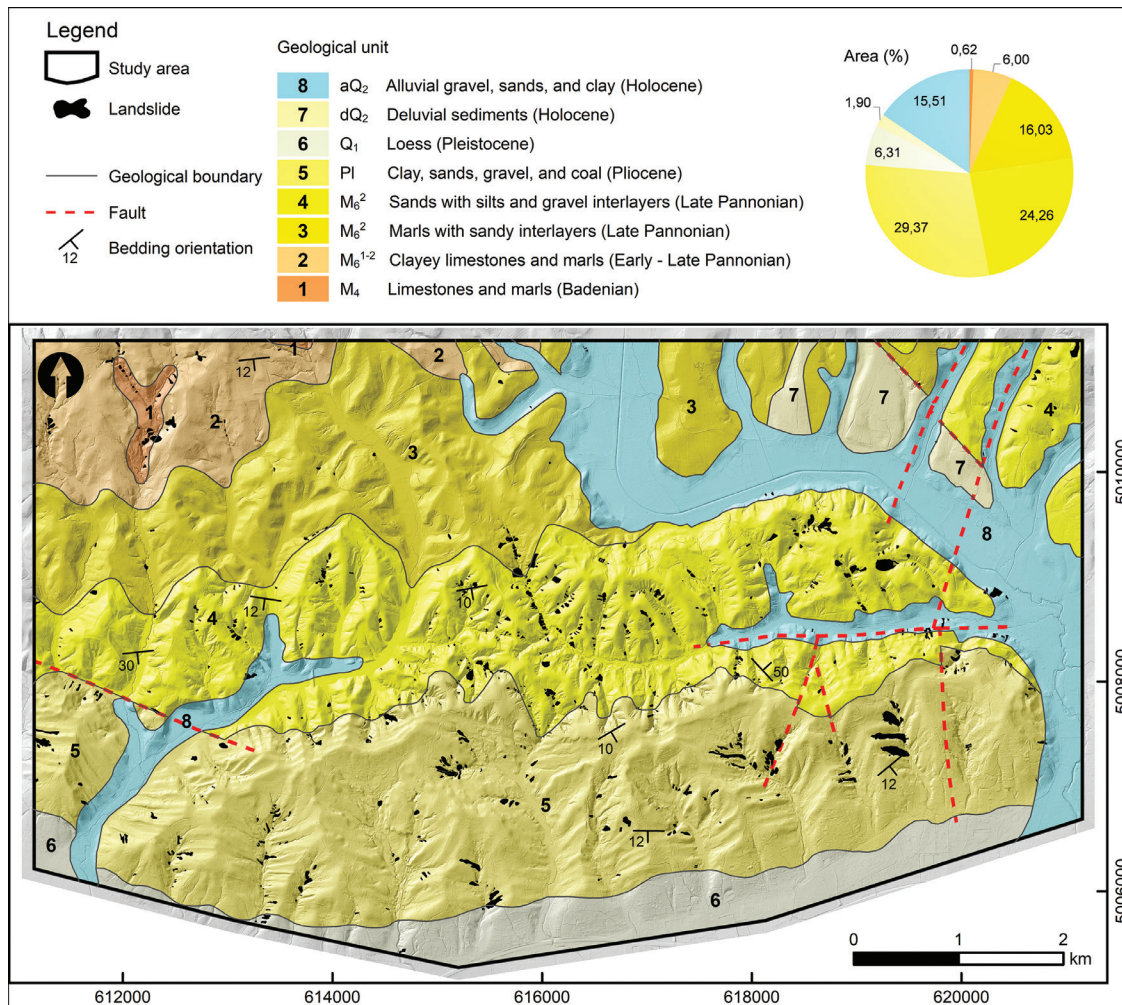 Legend
Study area
Landslide
Geological boundary
Fault
12
Bedding orientation
Geological unit
8 aQ₂ Alluvial gravel, sands, and clay (Holocene)
7 dQ₂ Deluvial sediments (Holocene)
6 Q₁ Loess (Pleistocene)
5 Pl Clay, sands, gravel, and coal (Pliocene)
4 M₆² Sands with silts and gravel interlayers (Late Pannonian)
3 M₆² Marls with sandy interlayers (Late Pannonian)
2 M₆¹⁻² Clayey limestones and marls (Early - Late Pannonian)
1 M₄ Limestones and marls (Badenian)
Area (%)
0,62
6,00
16,03
24,26
29,37
6,31
1,90
15,51
1
2
12
1
2
3
3
7
7
4
7
8
5010000
4
12
10
30
50
5008000
8
5
10
5
12
12
6
6
5006000
0 1 2
km
612000 614000 616000 618000 620000